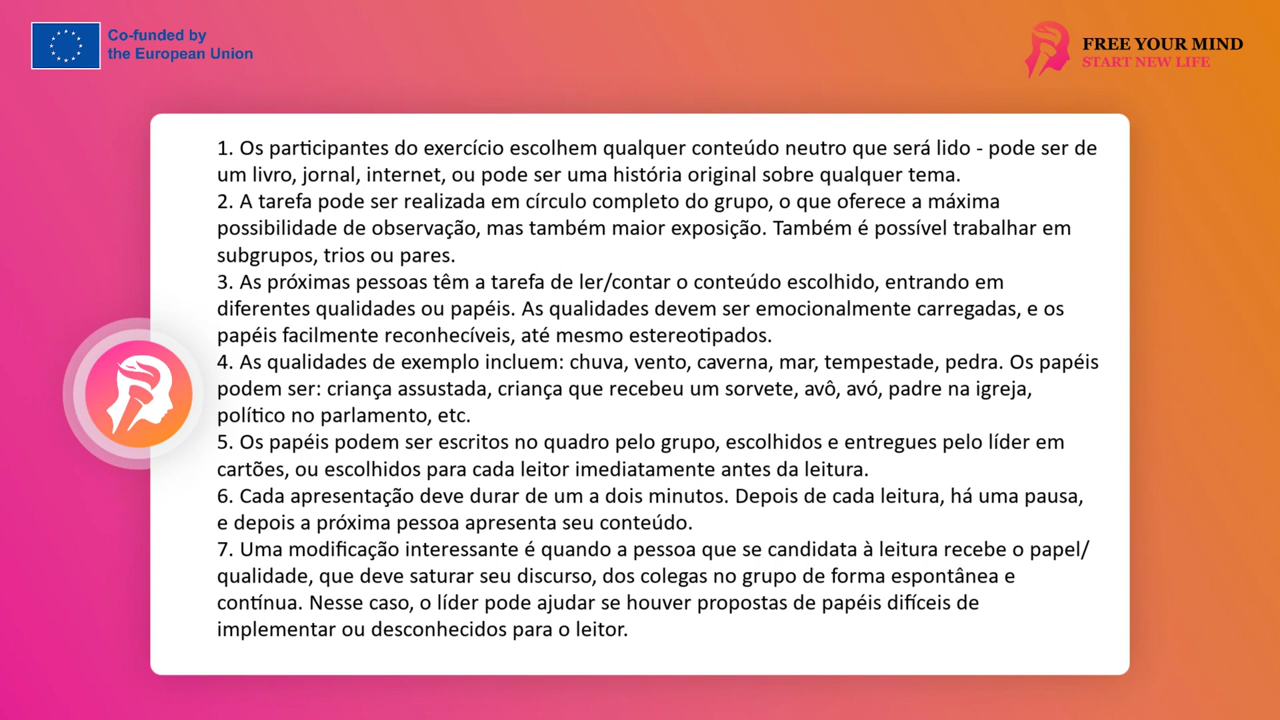 Co-funded by
the European Union
FREE YOUR MIND
START NEW LIFE
1. Os participantes do exercício escolhem qualquer conteúdo neutro que será lido - pode ser de
um livro, jornal, internet, ou pode ser uma história original sobre qualquer tema.
2. A tarefa pode ser realizada em círculo completo do grupo, o que oferece a máxima
possibilidade de observação, mas também maior exposição. Também é possível trabalhar em
subgrupos, trios ou pares.
3. As próximas pessoas têm a tarefa de ler/contar o conteúdo escolhido, entrando em
diferentes qualidades ou papéis. As qualidades devem ser emocionalmente carregadas, e os
papéis facilmente reconhecíveis, até mesmo estereotipados.
4. As qualidades de exemplo incluem: chuva, vento, caverna, mar, tempestade, pedra. Os papéis
podem ser: criança assustada, criança que recebeu um sorvete, avô, avó, padre na igreja,
político no parlamento, etc.
5. Os papéis podem ser escritos no quadro pelo grupo, escolhidos e entregues pelo líder em
cartões, ou escolhidos para cada leitor imediatamente antes da leitura.
6. Cada apresentação deve durar de um a dois minutos. Depois de cada leitura, há uma pausa,
e depois a próxima pessoa apresenta seu conteúdo.
7. Uma modificação interessante é quando a pessoa que se candidata à leitura recebe o papel/
qualidade, que deve saturar seu discurso, dos colegas no grupo de forma espontânea e
contínua. Nesse caso, o líder pode ajudar se houver propostas de papéis difíceis de
implementar ou desconhecidos para o leitor.